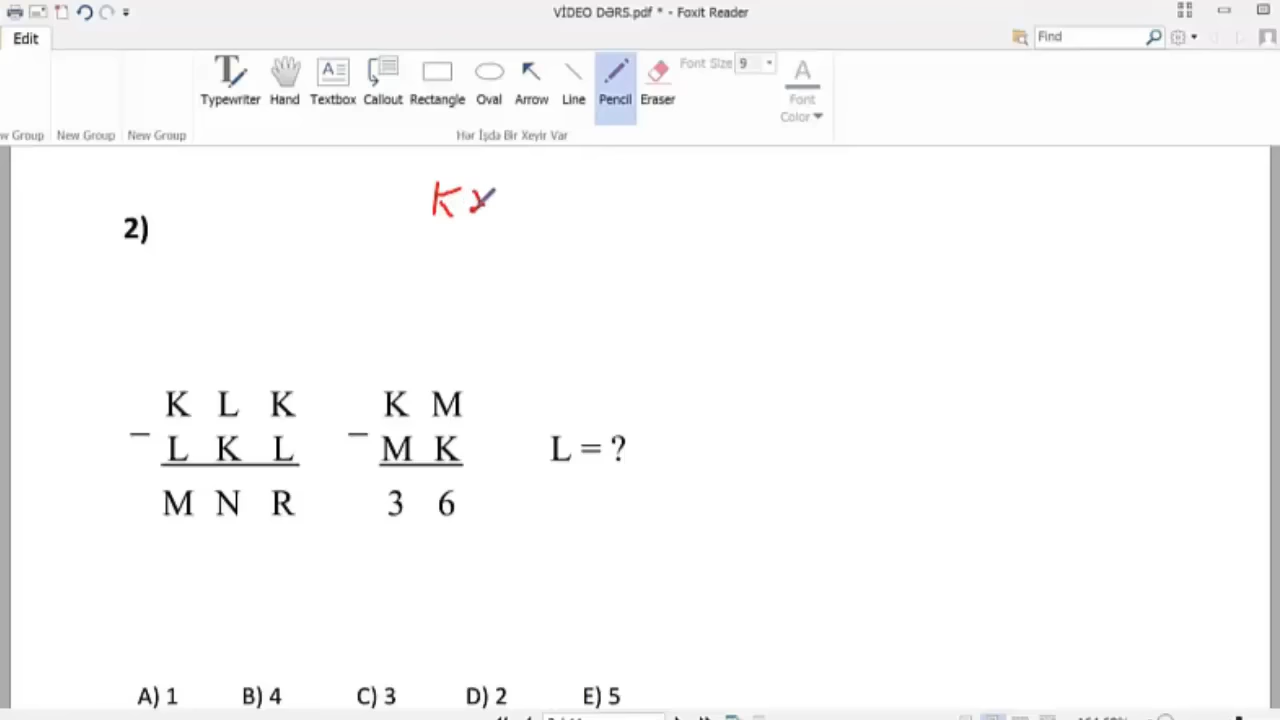 VİDEO DƏRS.pdf * - Foxit Reader
Edit
Find
Typewriter Hand Textbox Callout Rectangle Oval Arrow Line Pencil Eraser Font Size 9 Font Color
w Group New Group New Group Hər İşdə Bir Xeyir Var
K
2)
K L K K M
− L K L − M K L = ?
M N R 3 6
A) 1 B) 4 C) 3 D) 2 E) 5